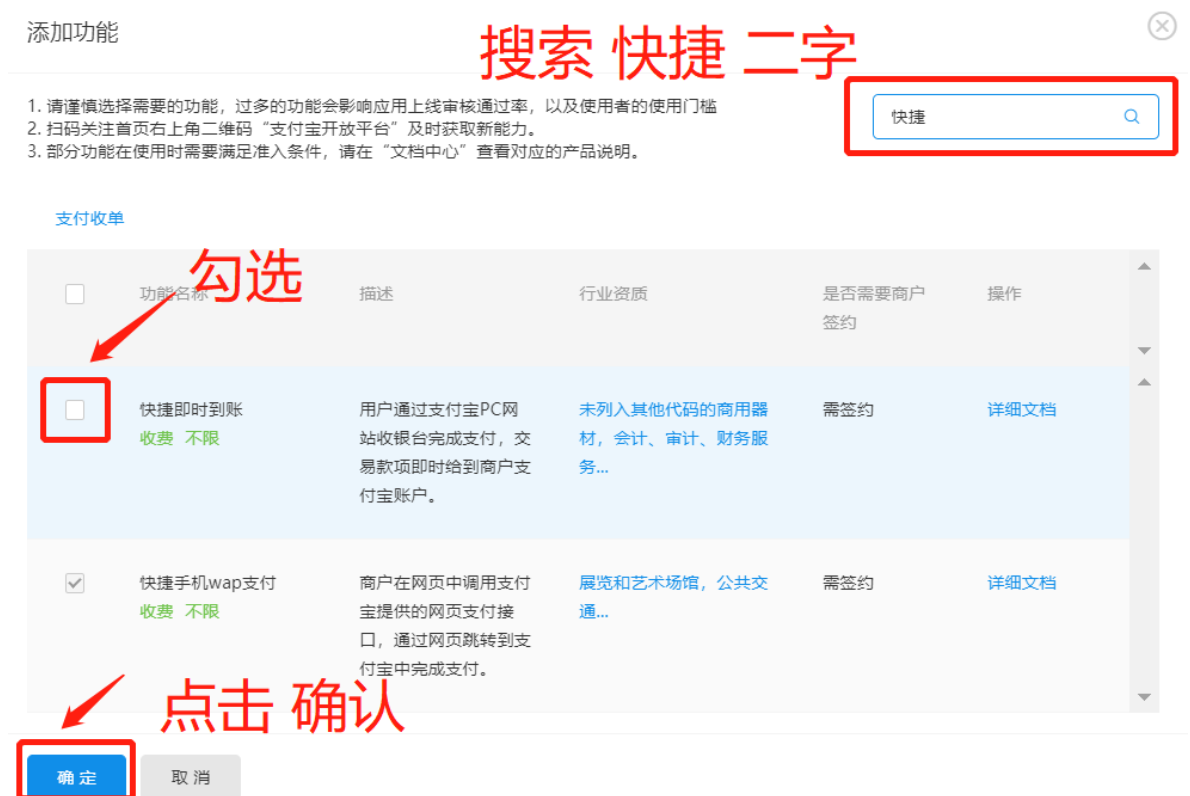 添加功能
搜索 快捷 二字
1. 请谨慎选择需要的功能，过多的功能会影响应用上线审核通过率，以及使用者的使用门槛
2. 扫码关注首页右上角二维码“支付宝开放平台”及时获取新能力。
3. 部分功能在使用时需要满足准入条件，请在“文档中心”查看对应的产品说明。
快捷
支付收单
勾选
功能名称
描述
行业资质
是否需要商户
签约
操作
快捷即时到账
收费 不限
用户通过支付宝PC网
站收银台完成支付，交
易款项即时给到商户支
付宝账户。
未列入其他代码的商用器
材，会计、审计、财务服
务...
需签约
详细文档
快捷手机wap支付
收费 不限
商户在网页中调用支付
宝提供的网页支付接
口，通过网页跳转到支
付宝中完成支付。
展览和艺术场馆，公共交
通...
需签约
详细文档
点击 确认
确 定
取 消